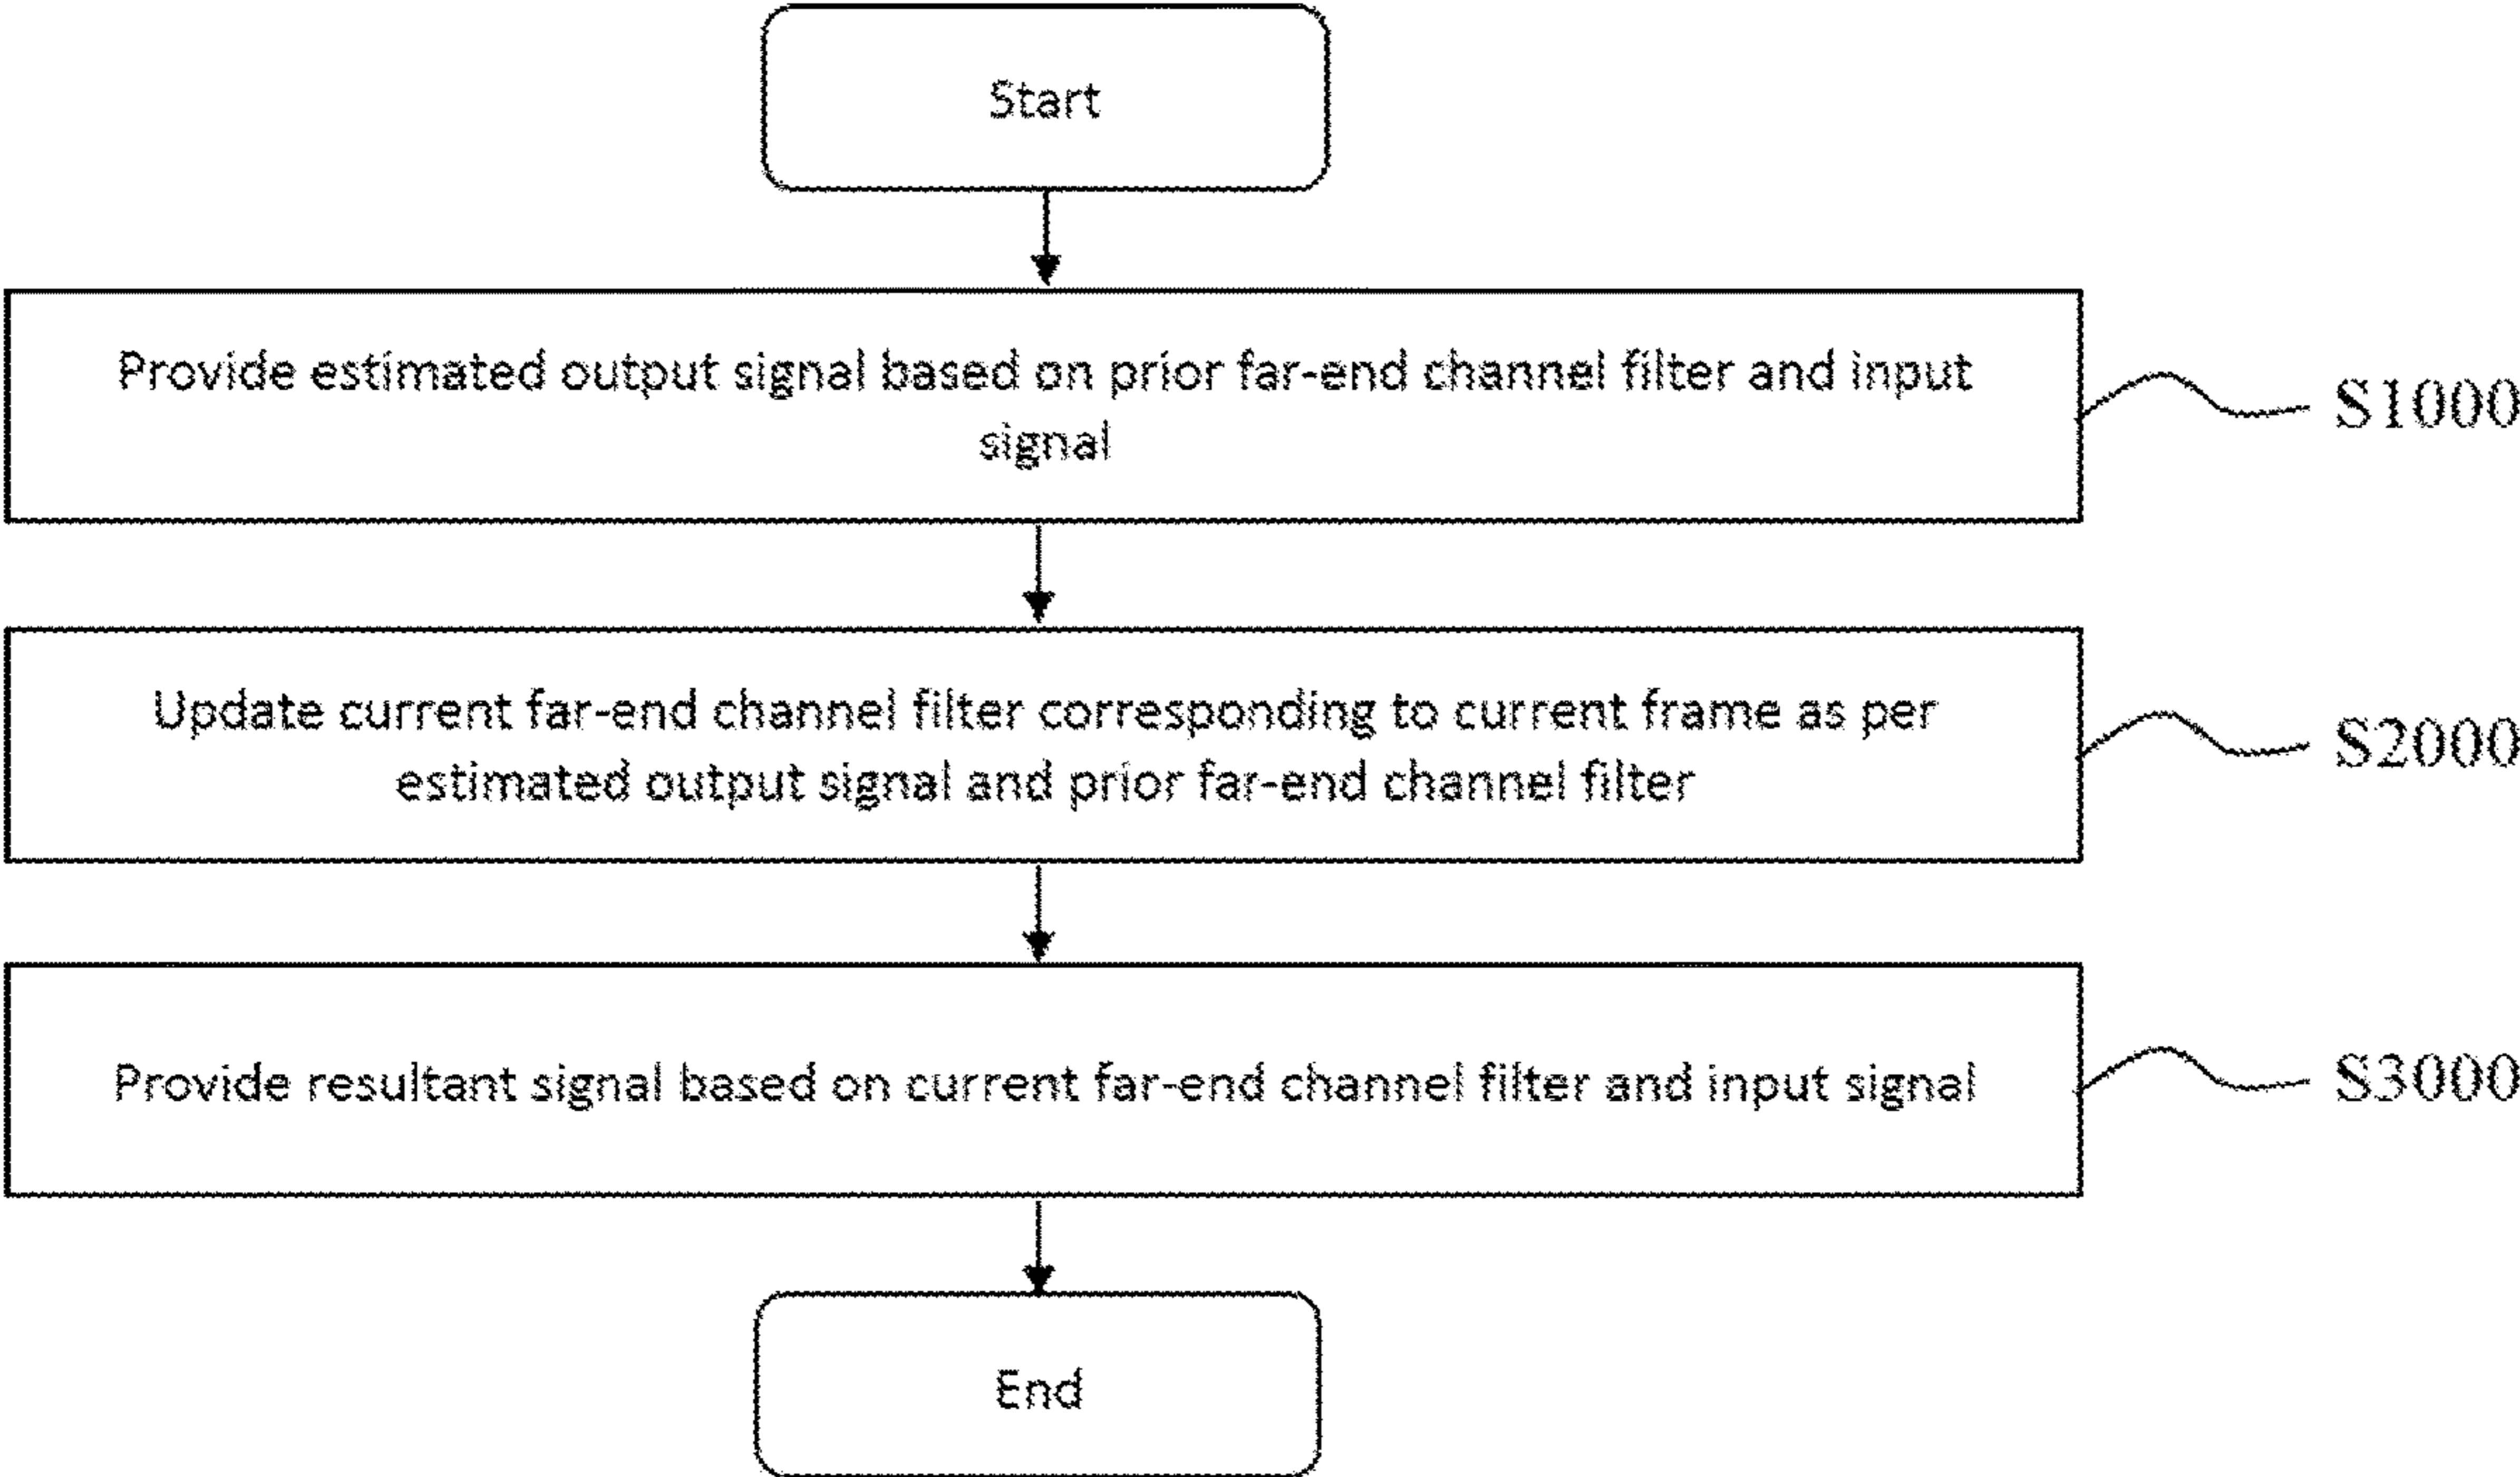 Start
Provide estimated output signal based on prior far-end channel filter and input
signal
S1000
Update current far-end channel filter corresponding to current frame as per
estimated output signal and prior far-end channel filter
S2000
Provide resultant signal based on current far-end channel filter and input signal
S3000
End